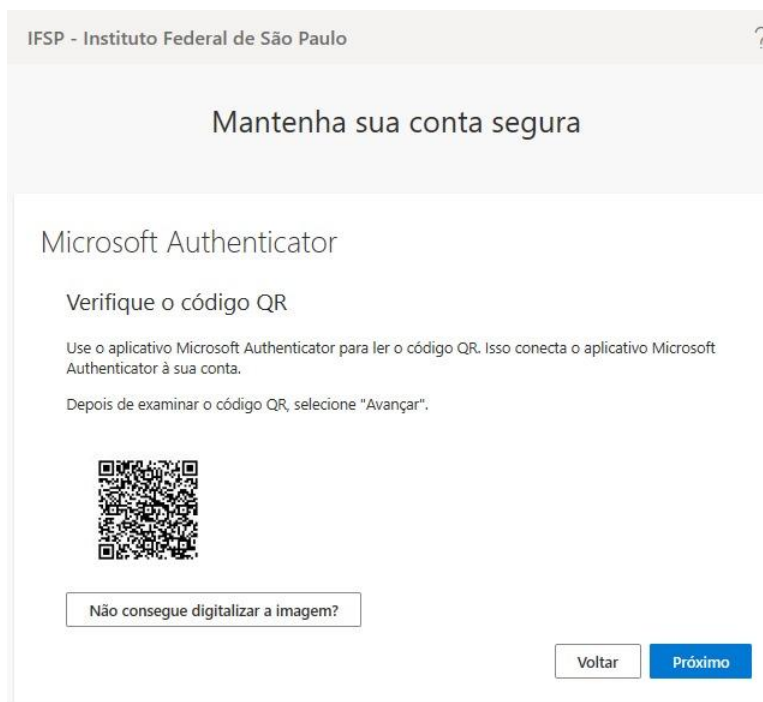 IFSP - Instituto Federal de São Paulo
?
Mantenha sua conta segura
Microsoft Authenticator
Verifique o código QR
Use o aplicativo Microsoft Authenticator para ler o código QR. Isso conecta o aplicativo Microsoft
Authenticator à sua conta.
Depois de examinar o código QR, selecione "Avançar".
Não consegue digitalizar a imagem?
Voltar
Próximo